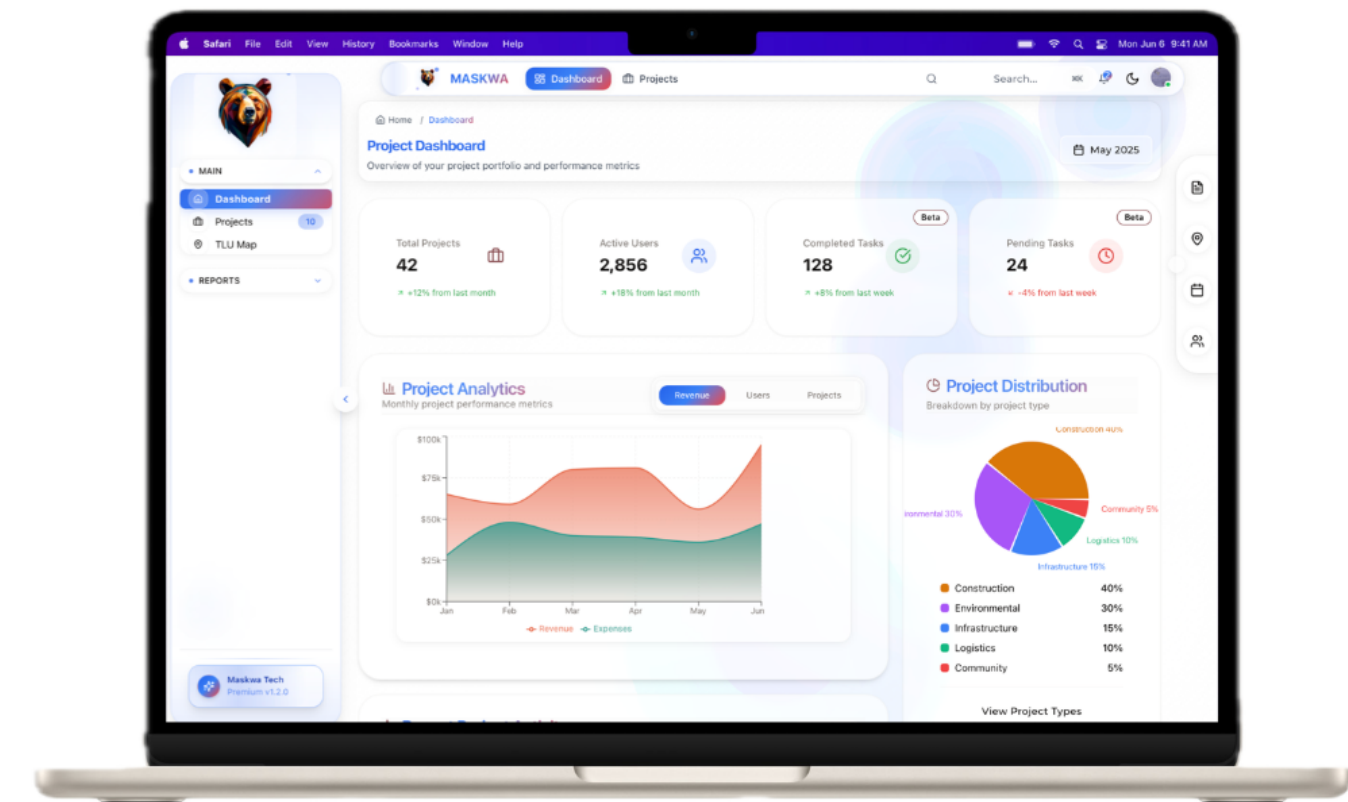 Safari File Edit View History Bookmarks Window Help Mon Jun 6 9:41 AM
MASKWA Dashboard Projects Search... ⌘K
Home / Dashboard
Project Dashboard
Overview of your project portfolio and performance metrics
May 2025
MAIN
Dashboard
Projects 10
TLU Map
REPORTS
Maskwa Tech
Premium v1.2.0
Total Projects
42
+12% from last month
Active Users
2,856
+18% from last month
Beta
Completed Tasks
128
+8% from last week
Beta
Pending Tasks
24
-4% from last week
Project Analytics
Monthly project performance metrics
Revenue Users Projects
$100k
$75k
$50k
$25k
$0k
Jan Feb Mar Apr May Jun
Revenue Expenses
Project Distribution
Breakdown by project type
Construction 40%
ironmental 30%
Community 5%
Logistics 10%
Infrastructure 15%
Construction 40%
Environmental 30%
Infrastructure 15%
Logistics 10%
Community 5%
View Project Types